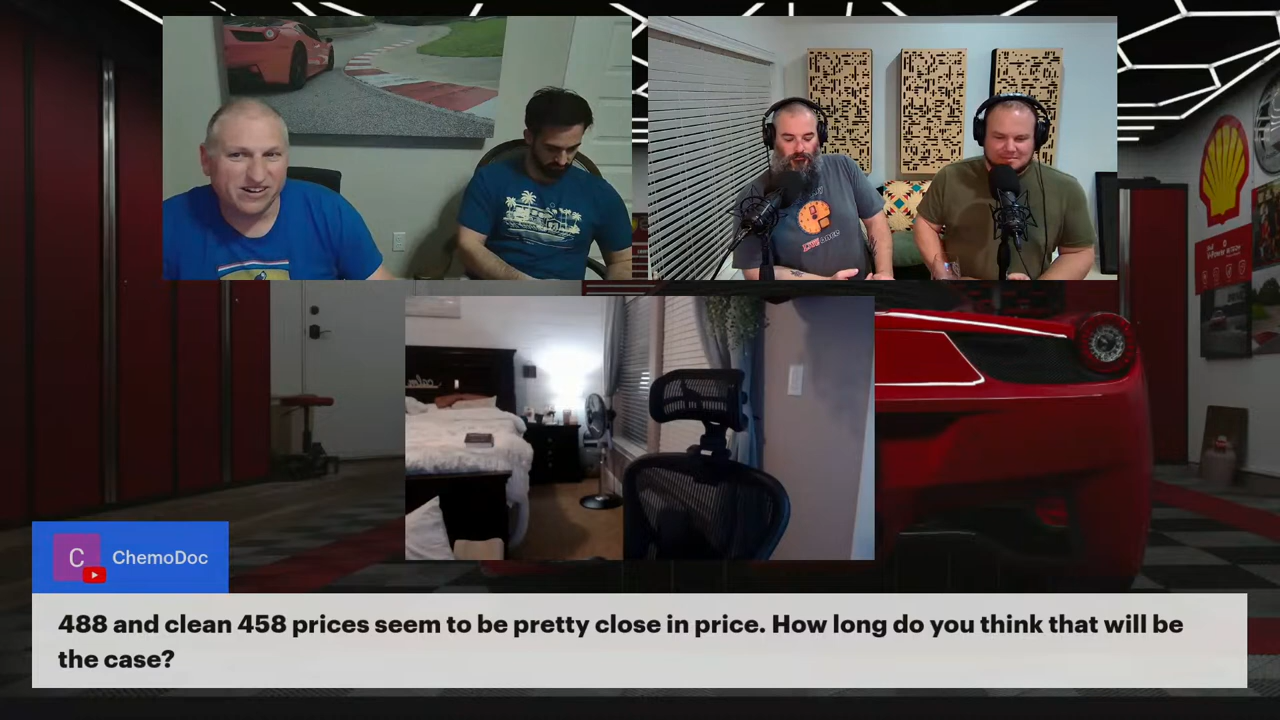 C
ChemoDoc
488 and clean 458 prices seem to be pretty close in price. How long do you think that will be
the case?